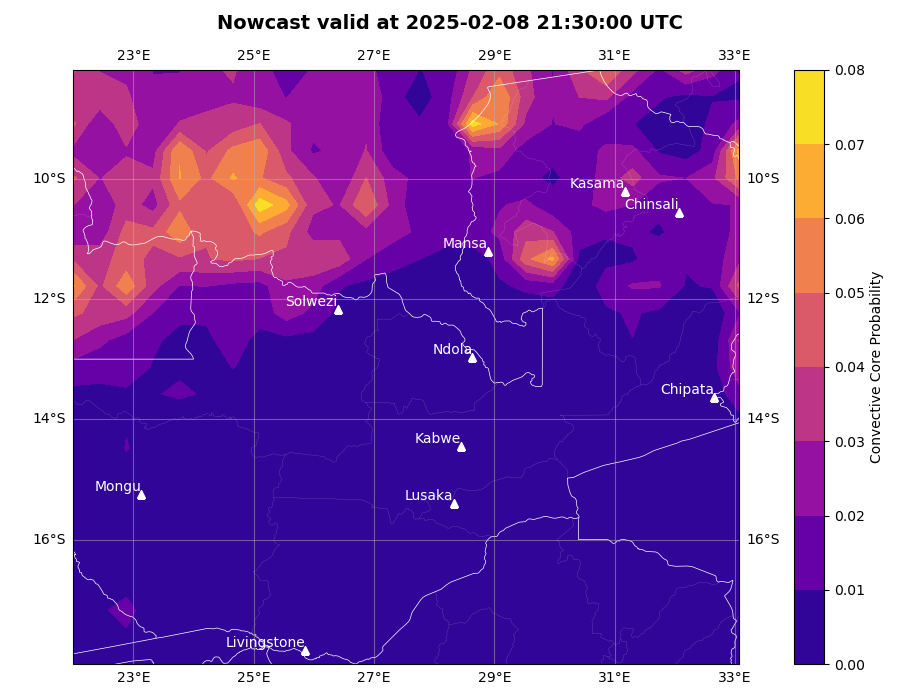 Nowcast valid at 2025-02-08 21:30:00 UTC
23°E 25°E 27°E 29°E 31°E 33°E
0.08
0.07
10°S Kasama 10°S
Chinsali
0.06
Mansa
0.05
12°S Solwezi 12°S
Ndola
0.04
Chipata
14°S 14°S
Kabwe
0.03
Mongu Lusaka
0.02
16°S 16°S
0.01
Livingstone
0.00
23°E 25°E 27°E 29°E 31°E 33°E
Convective Core Probability